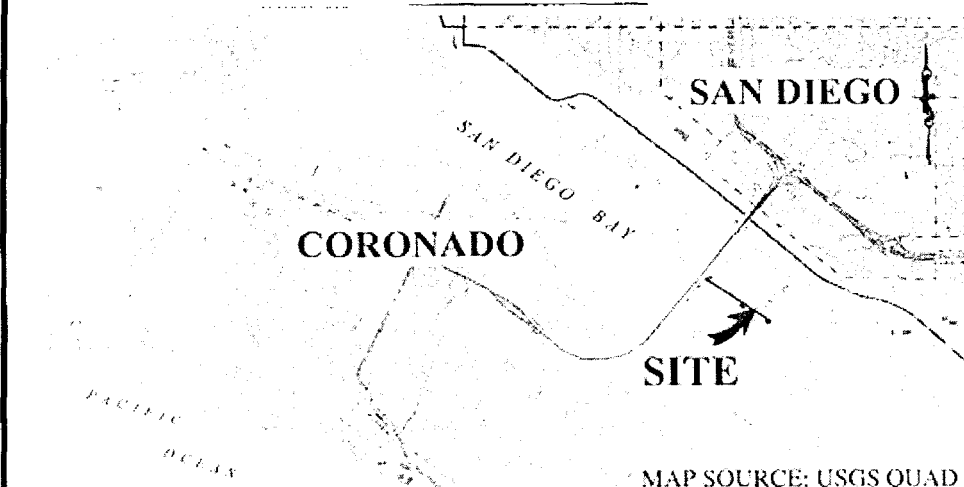 SAN DIEGO
SAN DIEGO BAY
CORONADO
SITE
PACIFIC
OCEAN
MAP SOURCE: USGS QUAD